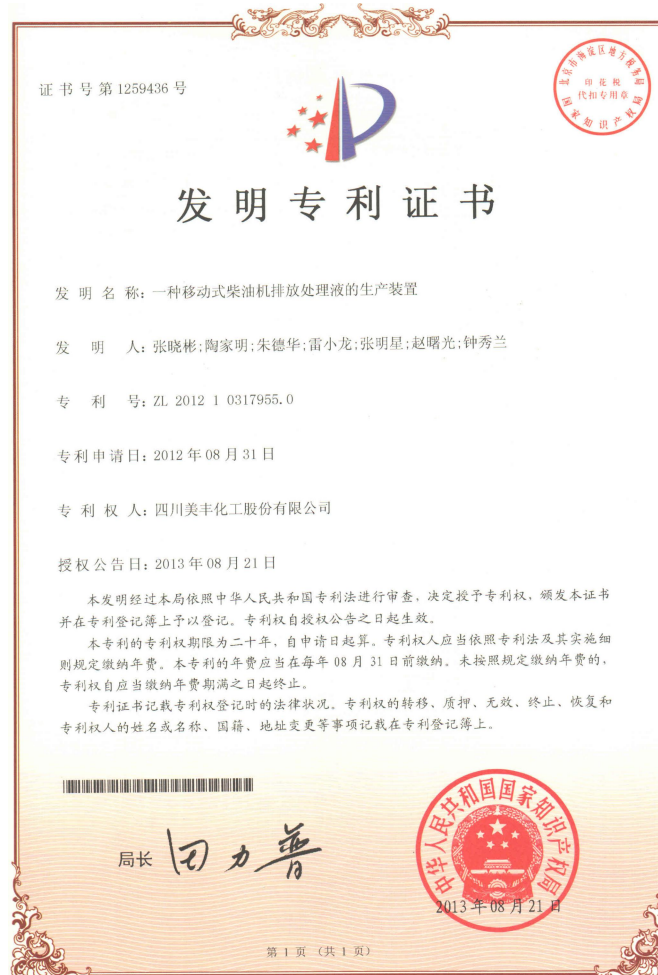 证书号第1259436号
北京市海淀区地方税务局
印花税
代扣专用章
国家知识产权局
发明专利证书
发明名称：一种移动式柴油机排放处理液的生产装置
发明人：张晓彬;陶家明;朱德华;雷小龙;张明星;赵曙光;钟秀兰
专利号：ZL 2012 1 0317955.0
专利申请日：2012年08月31日
专利权人：四川美丰化工股份有限公司
授权公告日：2013年08月21日
本发明经过本局依照中华人民共和国专利法进行审查，决定授予专利权，颁发本证书
并在专利登记簿上予以登记。专利权自授权公告之日起生效。
本专利的专利权期限为二十年，自申请日起算。专利权人应当依照专利法及其实施细
则规定缴纳年费。本专利的年费应当在每年08月31日前缴纳。未按照规定缴纳年费的，
专利权自应当缴纳年费期满之日起终止。
专利证书记载专利权登记时的法律状况。专利权的转移、质押、无效、终止、恢复和
专利权人的姓名或名称、国籍、地址变更等事项记载在专利登记簿上。
局长 田力普
中华人民共和国国家知识产权局
2013年08月21日
第1页（共1页）